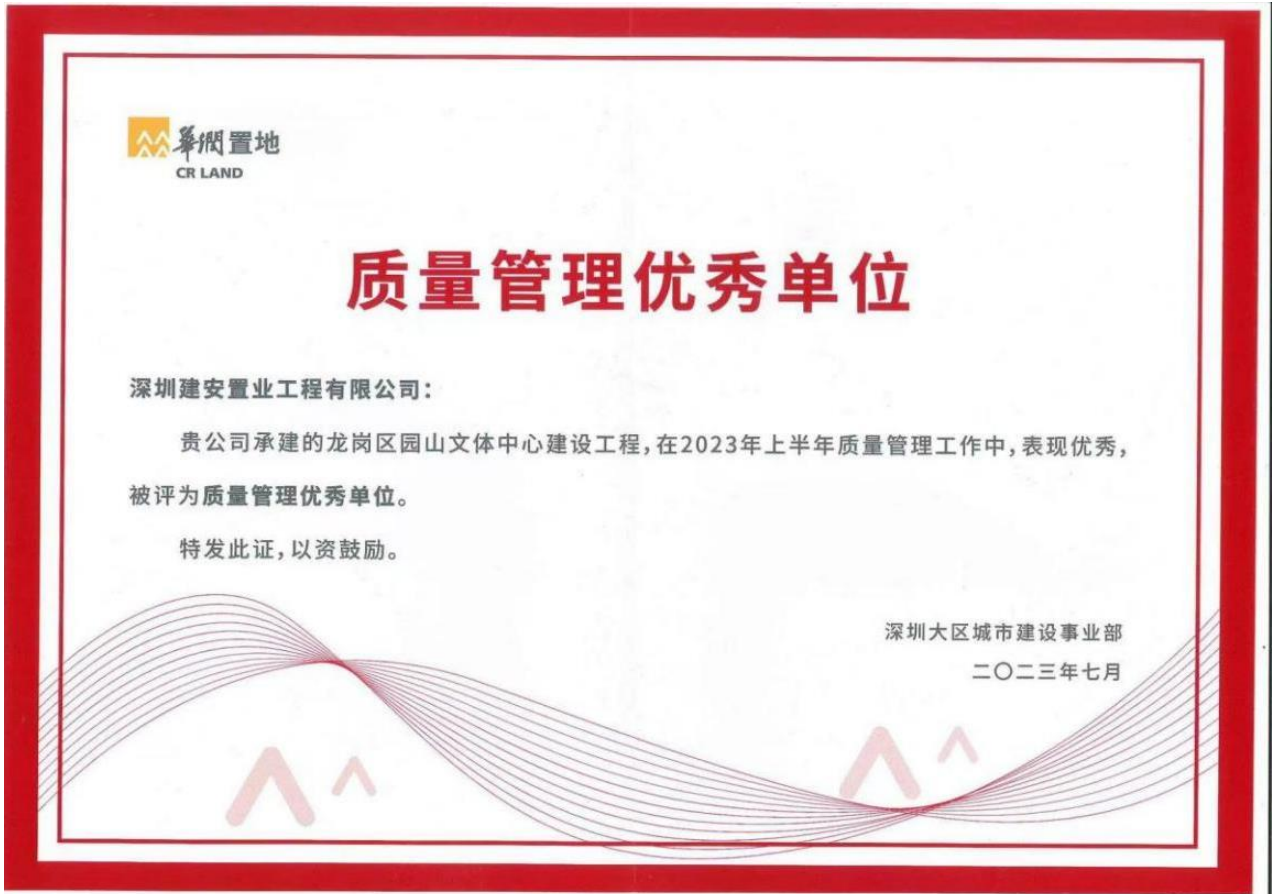 華潤置地
CR LAND
质量管理优秀单位
深圳建安置业工程有限公司：
贵公司承建的龙岗区园山文体中心建设工程，在2023年上半年质量管理工作中，表现优秀，
被评为质量管理优秀单位。
特发此证，以资鼓励。
深圳大区城市建设事业部
二〇二三年七月